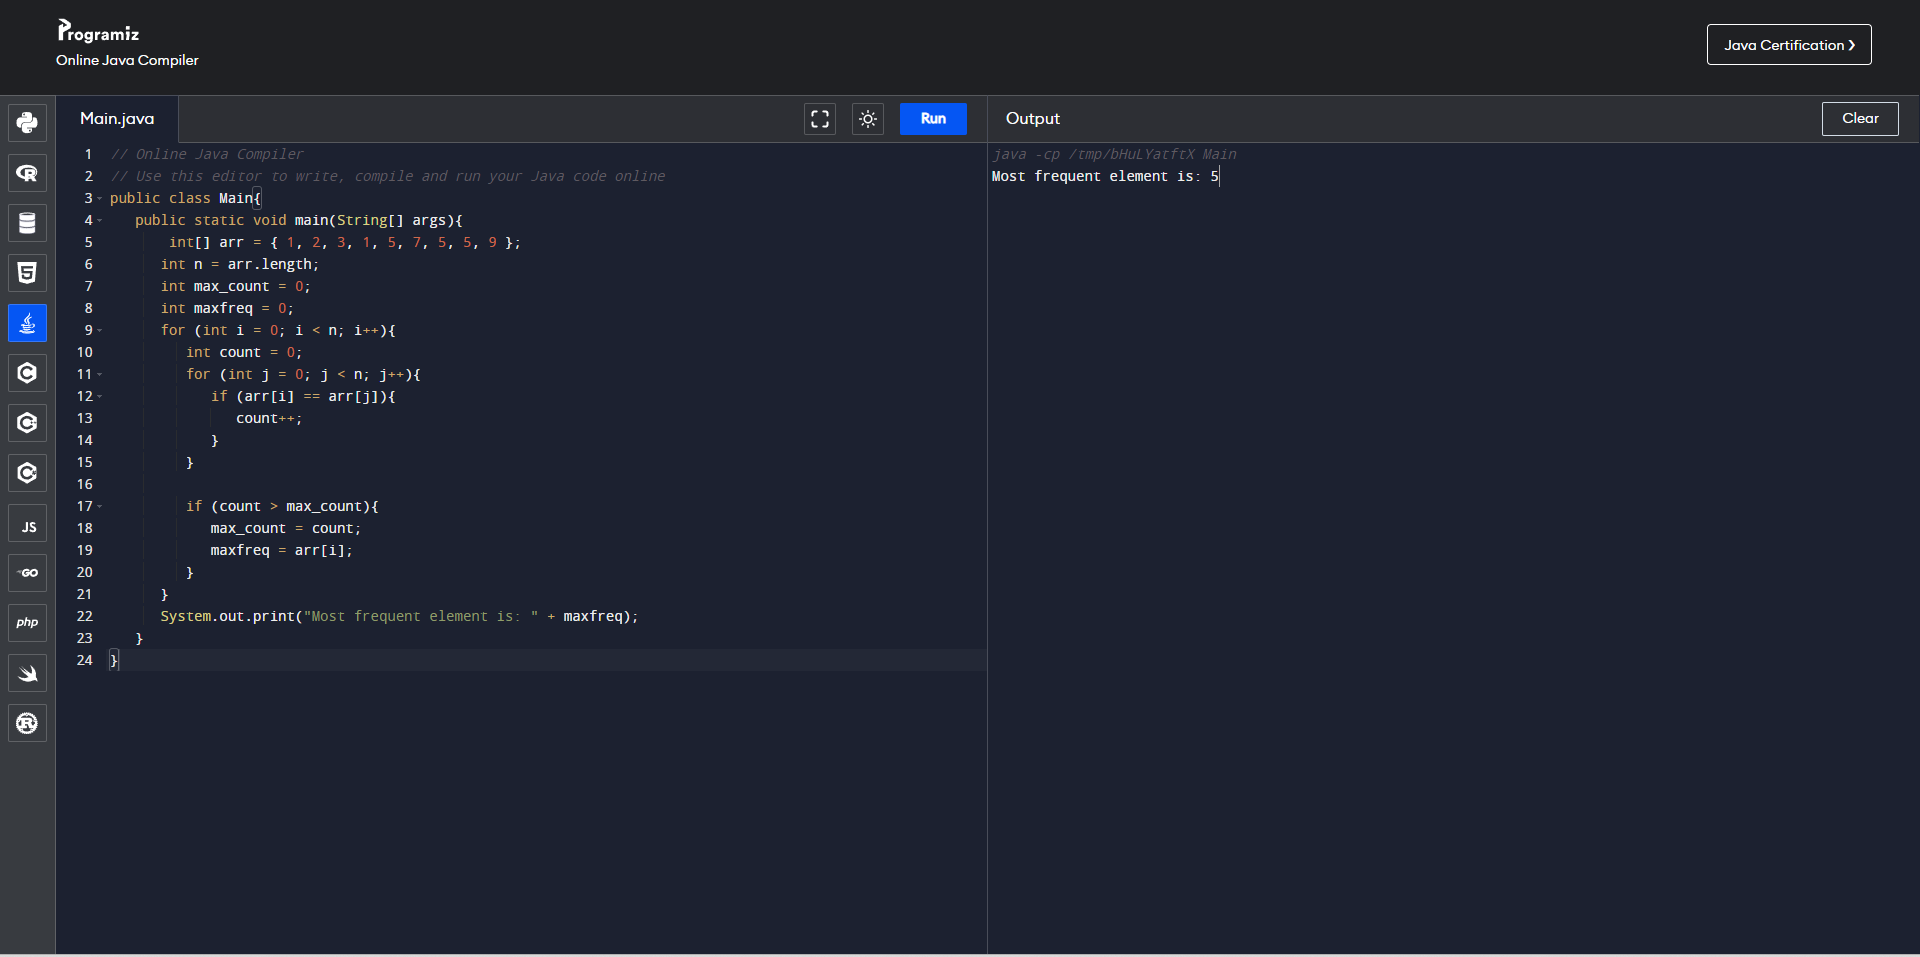 Programiz
Online Java Compiler
Java Certification ❯
Main.java
Run
Output
Clear
1 // Online Java Compiler
2 // Use this editor to write, compile and run your Java code online
3 public class Main{
4 public static void main(String[] args){
5 int[] arr = { 1, 2, 3, 1, 5, 7, 5, 5, 9 };
6 int n = arr.length;
7 int max_count = 0;
8 int maxfreq = 0;
9 for (int i = 0; i < n; i++){
10 int count = 0;
11 for (int j = 0; j < n; j++){
12 if (arr[i] == arr[j]){
13 count++;
14 }
15 }
16
17 if (count > max_count){
18 max_count = count;
19 maxfreq = arr[i];
20 }
21 }
22 System.out.print("Most frequent element is: " + maxfreq);
23 }
24 }
java -cp /tmp/bHuLYatftX Main
Most frequent element is: 5
R
5
C
C
C
JS
GO
php
R